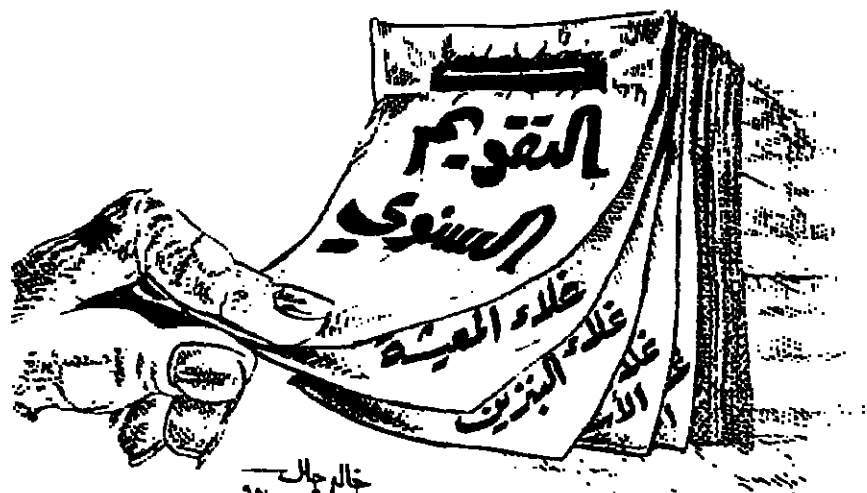 التقويم
السنوي
غلاء المعيشة
غلاء
البنزين
غلاء